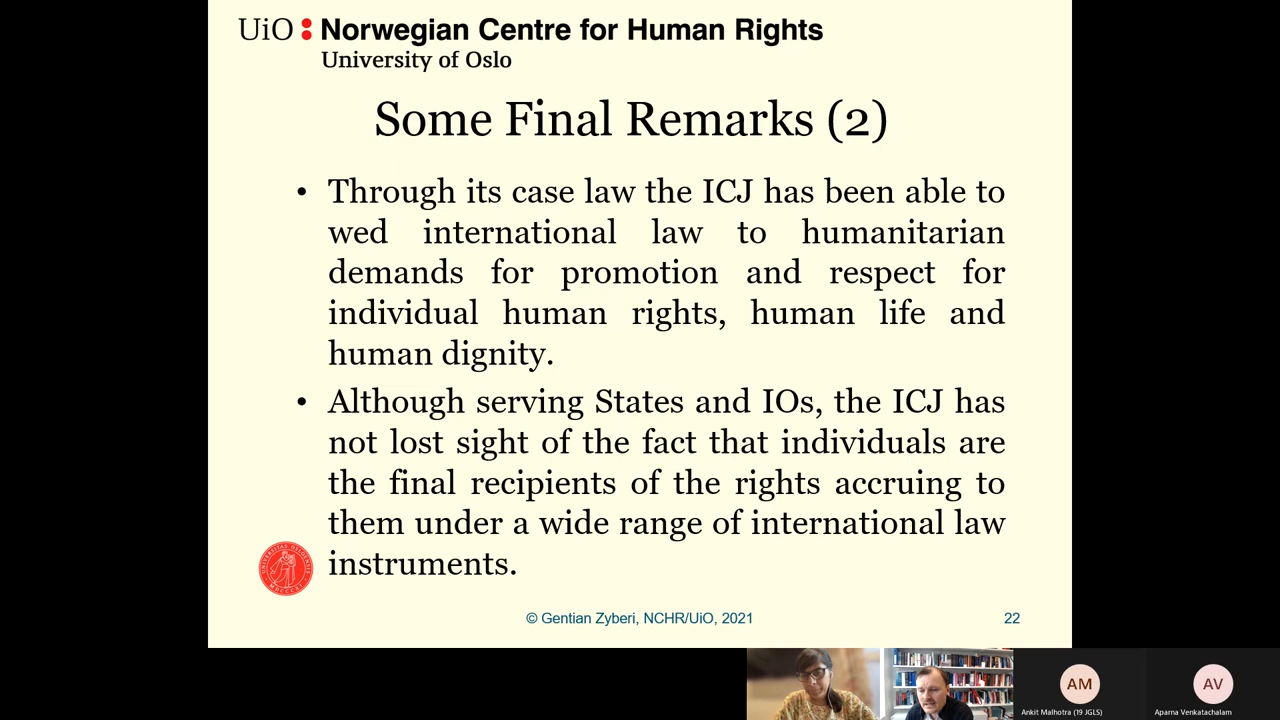 UiO : Norwegian Centre for Human Rights
University of Oslo
Some Final Remarks (2)
• Through its case law the ICJ has been able to
wed international law to humanitarian
demands for promotion and respect for
individual human rights, human life and
human dignity.
• Although serving States and IOs, the ICJ has
not lost sight of the fact that individuals are
the final recipients of the rights accruing to
them under a wide range of international law
instruments.
UNIVERSITAS OSLOENSIS
MDCCCXI
© Gentian Zyberi, NCHR/UiO, 2021
22
AM
AV
Ankit Malhotra (19 JGLS)
Aparna Venkatachalam